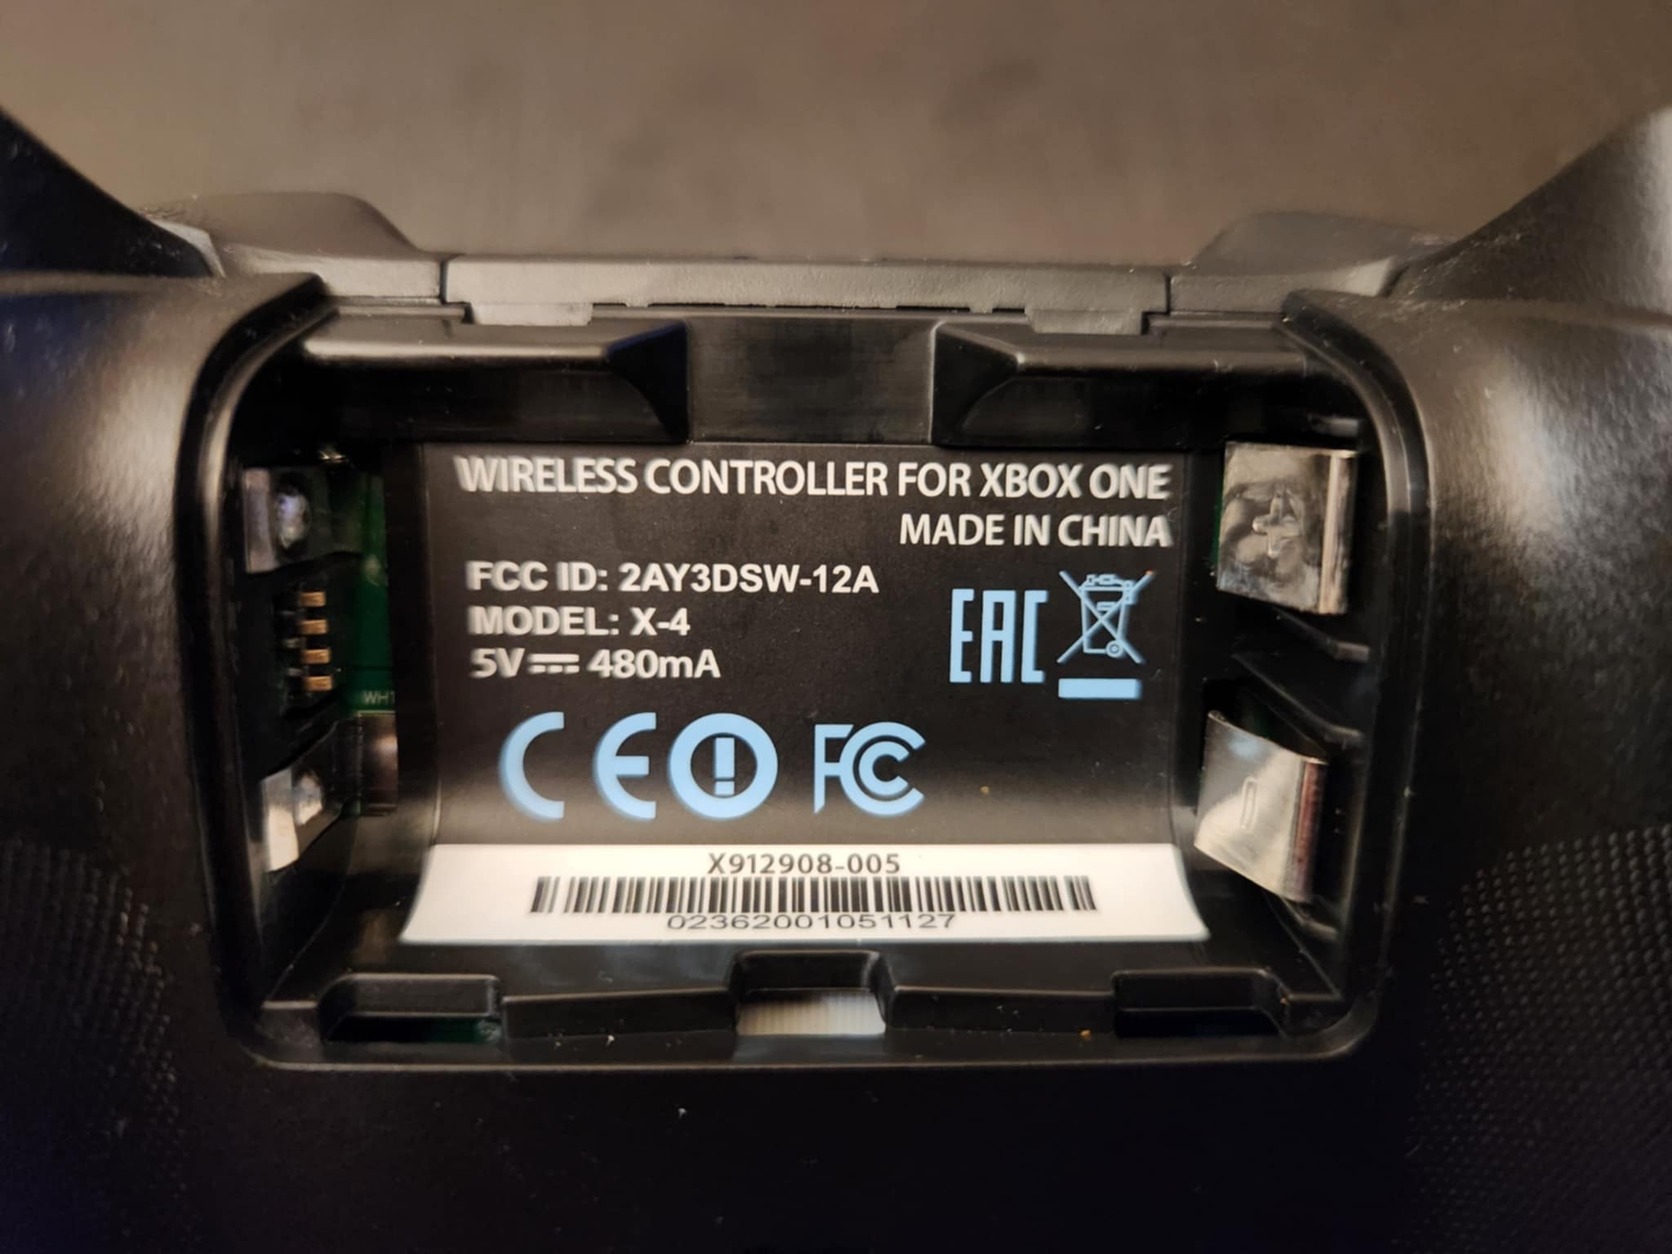 WIRELESS CONTROLLER FOR XBOX ONE
MADE IN CHINA
FCC ID: 2AY3DSW-12A
MODEL: X-4
5V⎓480mA
EAC
CE FC
X912908-005
02362001051127